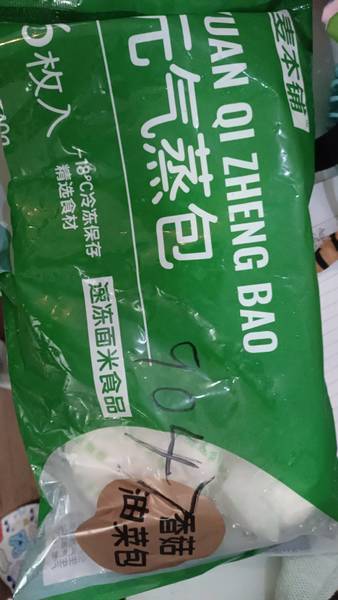 本铺
YUAN QI ZHENG BAO
元气蒸包
6枚入
-18℃冷冻保存
精选食材
速冻面米食品
904
香菇
油菜包